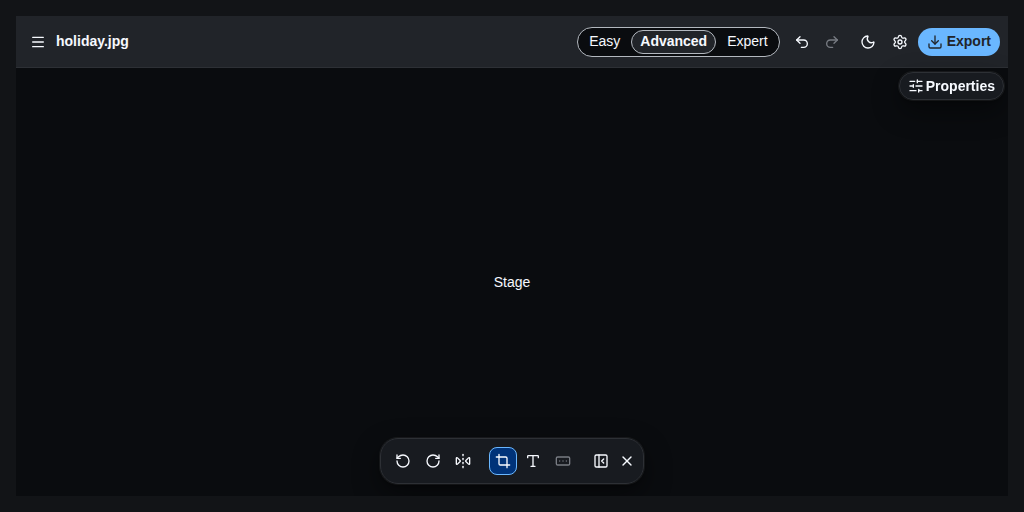 holiday.jpg
Easy Advanced Expert
Export
Properties
Stage